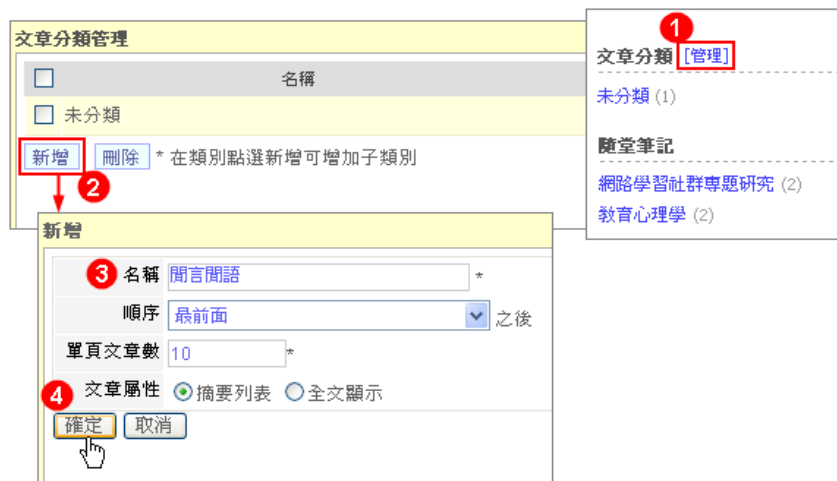 文章分類管理
名稱
未分類
新增 刪除 * 在類別點選新增可增加子類別
2
新增
3 名稱 閒言閒語 *
順序 最前面 之後
單頁文章數 10 *
4 文章屬性 摘要列表 全文顯示
確定 取消
1
文章分類 [管理]
未分類 (1)
隨堂筆記
網路學習社群專題研究 (2)
教育心理學 (2)